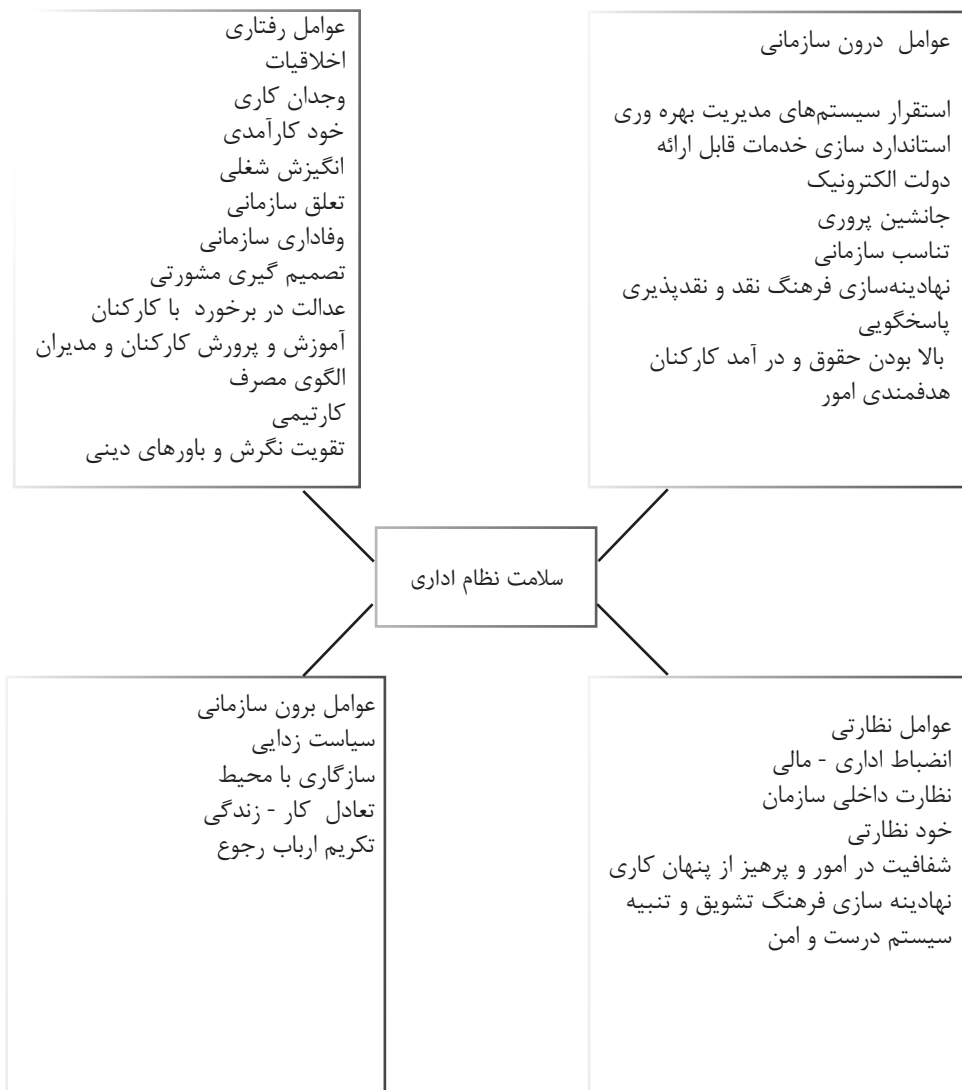 عوامل درون سازمانی
استقرار سیستم‌های مدیریت بهره وری
استاندارد سازی خدمات قابل ارائه
دولت الکترونیک
جانشین پروری
تناسب سازمانی
نهادینه‌سازی فرهنگ نقد و نقدپذیری
پاسخگویی
بالا بودن حقوق و در آمد کارکنان
هدفمندی امور
عوامل رفتاری
اخلاقیات
وجدان کاری
خود کارآمدی
انگیزش شغلی
تعلق سازمانی
وفاداری سازمانی
تصمیم گیری مشورتی
عدالت در برخورد با کارکنان
آموزش و پرورش کارکنان و مدیران
الگوی مصرف
کارتیمی
تقویت نگرش و باورهای دینی
سلامت نظام اداری
عوامل نظارتی
انضباط اداری - مالی
نظارت داخلی سازمان
خود نظارتی
شفافیت در امور و پرهیز از پنهان کاری
نهادینه سازی فرهنگ تشویق و تنبیه
سیستم درست و امن
عوامل برون سازمانی
سیاست زدایی
سازگاری با محیط
تعادل کار - زندگی
تکریم ارباب رجوع